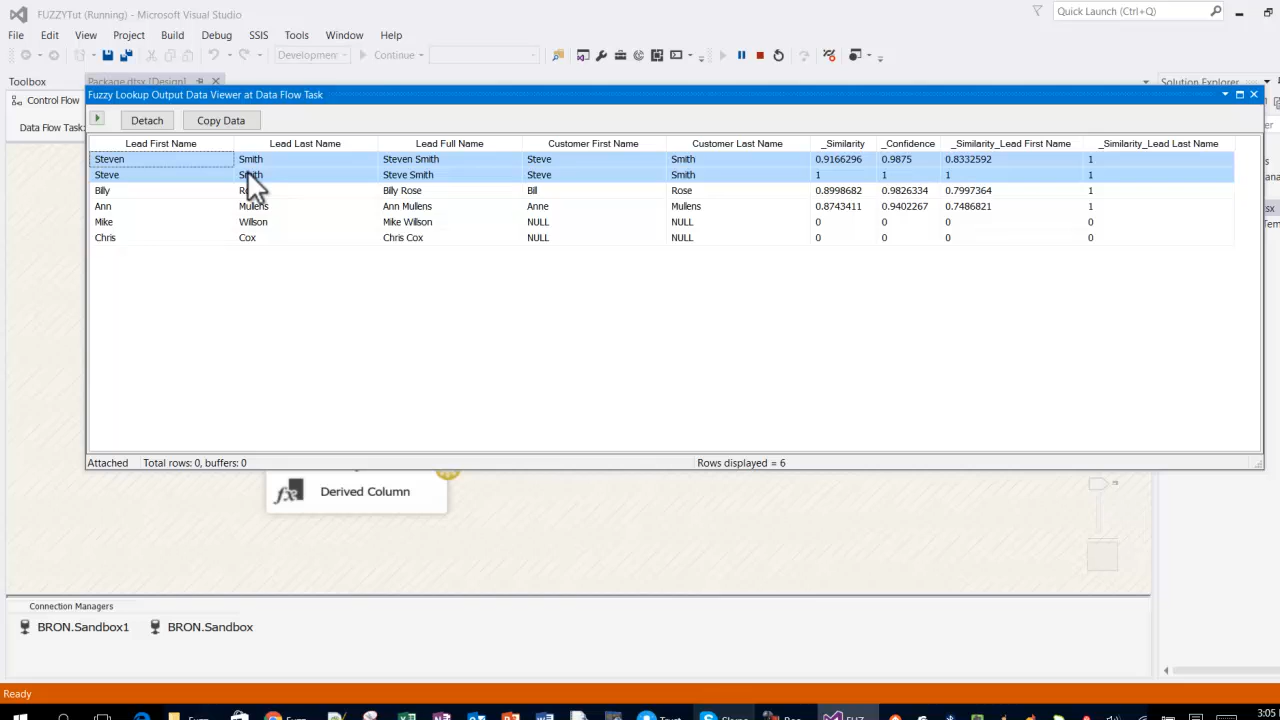 FUZZYTut (Running) - Microsoft Visual Studio
Quick Launch (Ctrl+Q)
File Edit View Project Build Debug SSIS Tools Window Help
Development Continue
Toolbox Package.dtsx [Design] Solution Explorer
Fuzzy Lookup Output Data Viewer at Data Flow Task
Control Flow
Detach Copy Data
Data Flow Task:
Lead First Name Lead Last Name Lead Full Name Customer First Name Customer Last Name _Similarity _Confidence _Similarity_Lead First Name _Similarity_Lead Last Name
Steven Smith Steven Smith Steve Smith 0.9166296 0.9875 0.8332592 1
Steve Smith Steve Smith Steve Smith 1 1 1 1
Billy Billy Rose Bill Rose 0.8998682 0.9826334 0.7997364 1
Ann Mullens Ann Mullens Anne Mullens 0.8743411 0.9402267 0.7486821 1
Mike Willson Mike Willson NULL NULL 0 0 0 0
Chris Cox Chris Cox NULL NULL 0 0 0 0
Attached Total rows: 0, buffers: 0 Rows displayed = 6
Derived Column
Connection Managers
BRON.Sandbox1 BRON.Sandbox
Ready
3:05